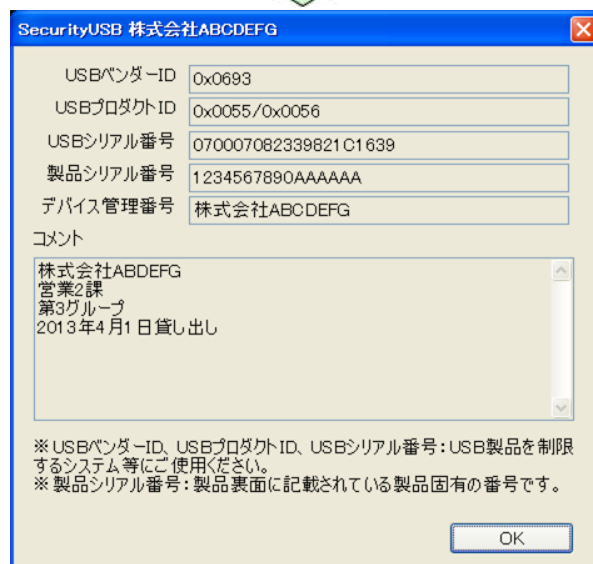 SecurityUSB 株式会社ABCDEFG
USBベンダーID 0x0693
USBプロダクトID 0x0055/0x0056
USBシリアル番号 070007082339821C1639
製品シリアル番号 1234567890AAAAAA
デバイス管理番号 株式会社ABCDEFG
コメント
株式会社ABDEFG
営業2課
第3グループ
2013年4月1日貸し出し
※USBベンダーID、USBプロダクトID、USBシリアル番号:USB製品を制限
するシステム等にご使用ください。
※製品シリアル番号:製品裏面に記載されている製品固有の番号です。
OK